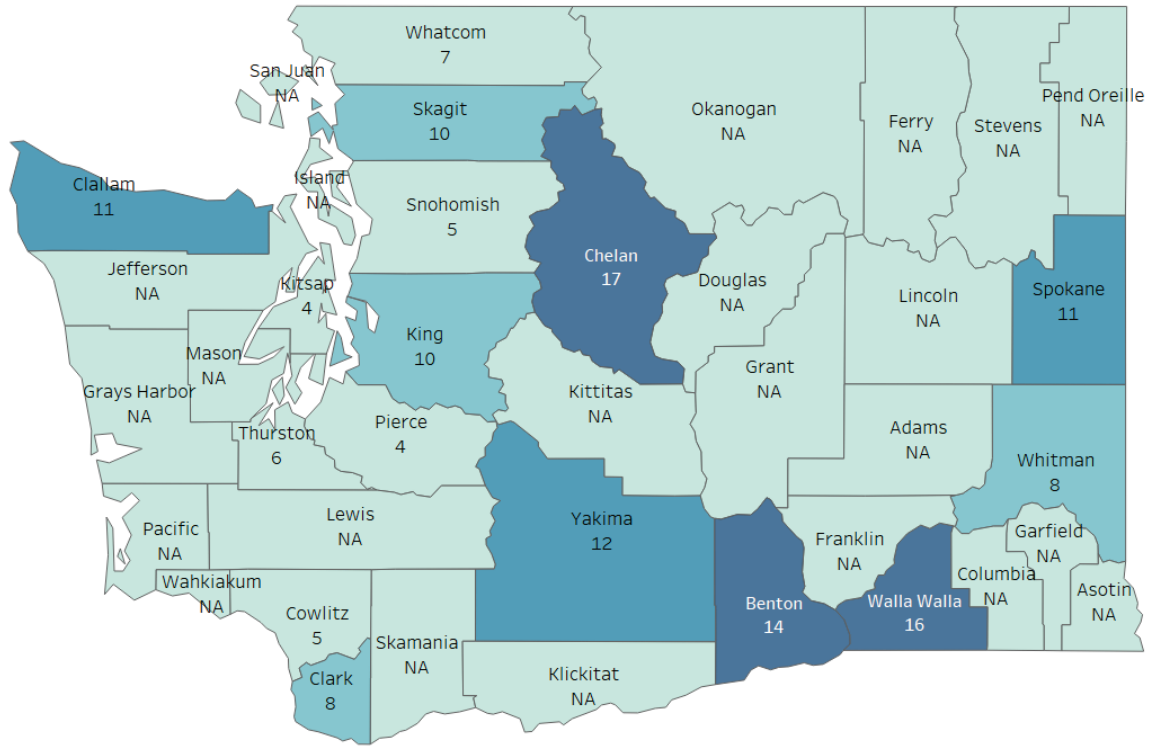 Whatcom
7
San Juan
NA
Skagit
10
Okanogan
NA
Ferry
NA
Stevens
NA
Pend Oreille
NA
Clallam
11
Island
NA
Snohomish
5
Chelan
17
Jefferson
NA
Kitsap
4
Douglas
NA
Lincoln
NA
Spokane
11
King
10
Mason
NA
Grays Harbor
NA
Kittitas
NA
Grant
NA
Thurston
6
Pierce
4
Adams
NA
Whitman
8
Pacific
NA
Lewis
NA
Yakima
12
Franklin
NA
Garfield
NA
Wahkiakum
NA
Cowlitz
5
Skamania
NA
Benton
14
Walla Walla
16
Columbia
NA
Asotin
NA
Clark
8
Klickitat
NA